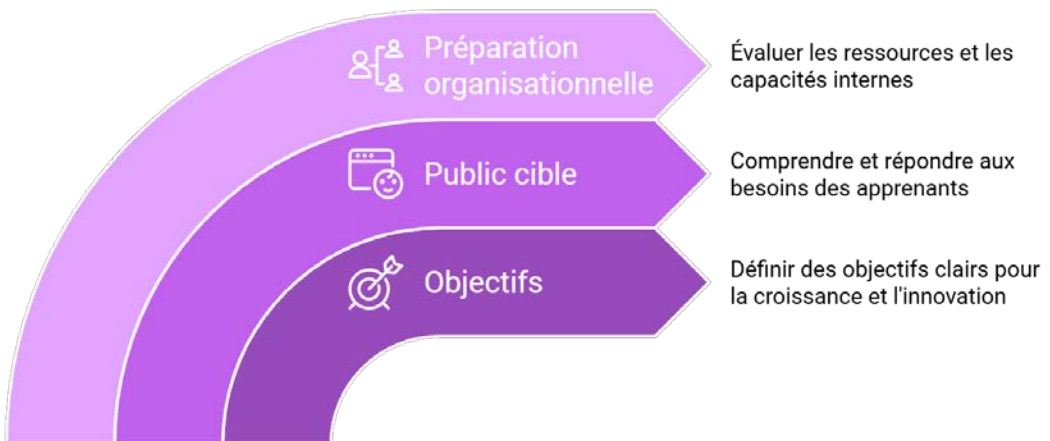 Préparation
organisationnelle
Évaluer les ressources et les
capacités internes
Public cible
Comprendre et répondre aux
besoins des apprenants
Objectifs
Définir des objectifs clairs pour
la croissance et l'innovation